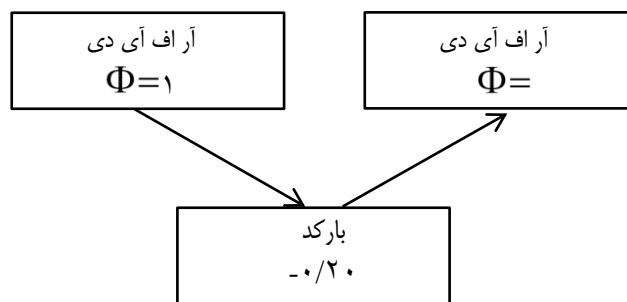 آر اف آی دی
Φ=۱
آر اف آی دی
Φ=
بارکد
-۰/۲۰